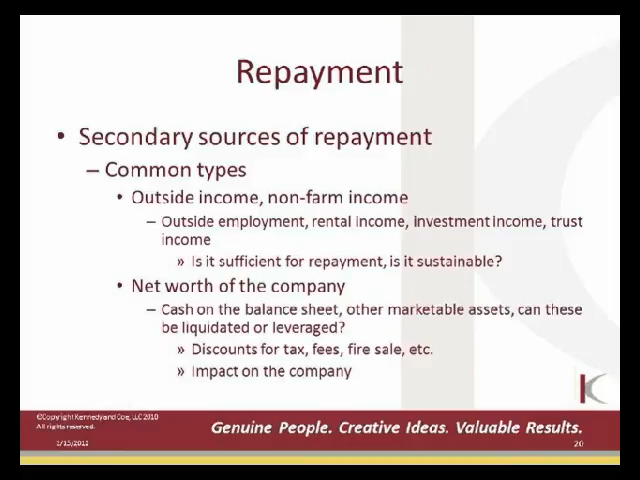 Repayment
• Secondary sources of repayment
– Common types
• Outside income, non-farm income
– Outside employment, rental income, investment income, trust
income
» Is it sufficient for repayment, is it sustainable?
• Net worth of the company
– Cash on the balance sheet, other marketable assets, can these
be liquidated or leveraged?
» Discounts for tax, fees, fire sale, etc.
» Impact on the company
K
©Copyright Kennedy and Coe, LLC 2010
All rights reserved.
Genuine People. Creative Ideas. Valuable Results.
20